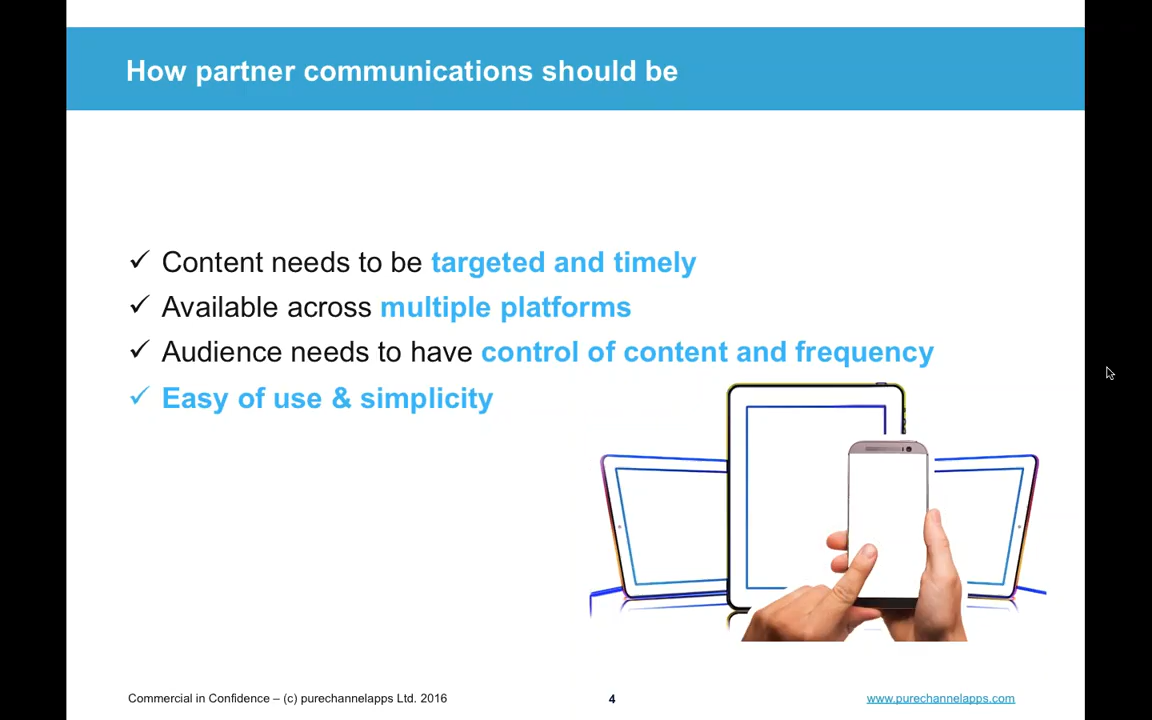 How partner communications should be
✓ Content needs to be targeted and timely
✓ Available across multiple platforms
✓ Audience needs to have control of content and frequency
✓ Easy of use & simplicity
Commercial in Confidence – (c) purechannelapps Ltd. 2016
4
www.purechannelapps.com